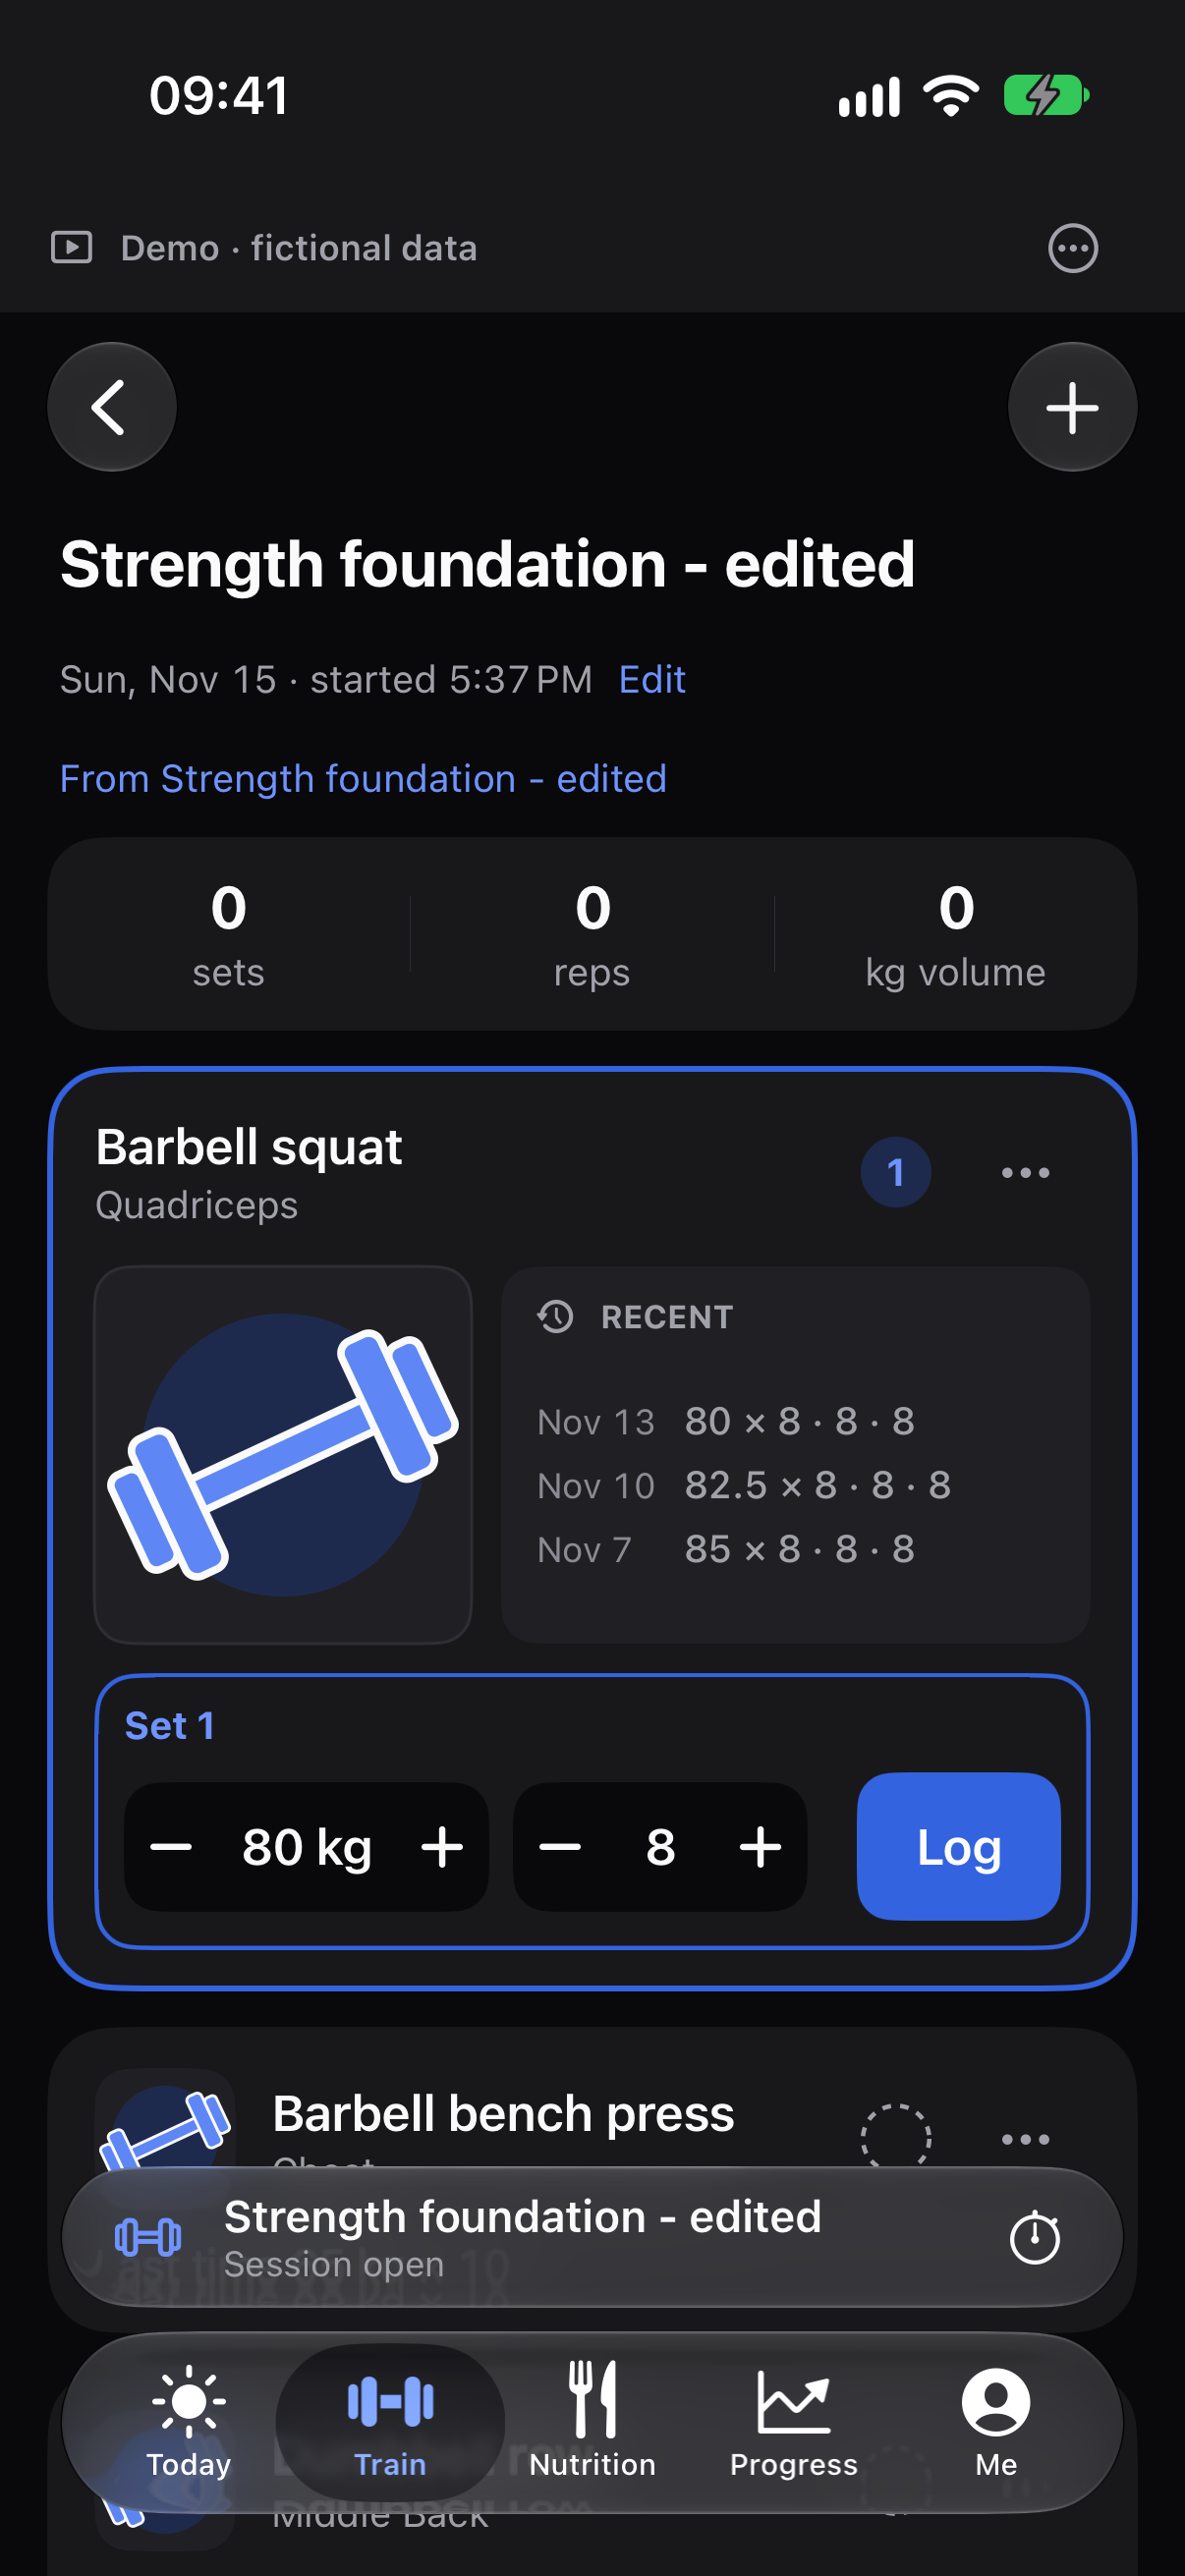 09:41
Demo · fictional data
Strength foundation - edited
Sun, Nov 15 · started 5:37 PM Edit
From Strength foundation - edited
0 0 0
sets reps kg volume
Barbell squat
Quadriceps
1
RECENT
Nov 13 80 × 8 · 8 · 8
Nov 10 82.5 × 8 · 8 · 8
Nov 7 85 × 8 · 8 · 8
Set 1
80 kg 8 Log
Barbell bench press
Strength foundation - edited
Session open
Today Train Nutrition Progress Me
Middle Back